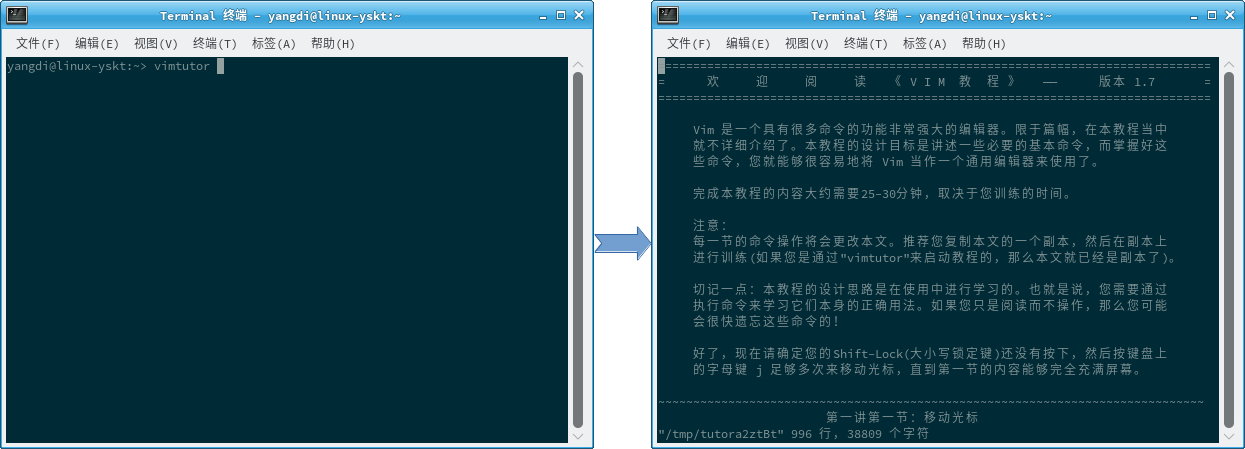 Terminal 终端 - yangdi@linux-yskt:~
文件(F) 编辑(E) 视图(V) 终端(T) 标签(A) 帮助(H)
yangdi@linux-yskt:~> vimtutor
Terminal 终端 - yangdi@linux-yskt:~
文件(F) 编辑(E) 视图(V) 终端(T) 标签(A) 帮助(H)
===============================================================================
= 欢 迎 阅 读 《 V I M 教 程 》 —— 版本 1.7 =
===============================================================================
Vim 是一个具有很多命令的功能非常强大的编辑器。限于篇幅，在本教程当中
就不详细介绍了。本教程的设计目标是讲述一些必要的基本命令，而掌握好这
些命令，您就能够很容易地将 Vim 当作一个通用编辑器来使用了。
完成本教程的内容大约需要25-30分钟，取决于您训练的时间。
注意：
每一节的命令操作将会更改本文。推荐您复制本文的一个副本，然后在副本上
进行训练(如果您是通过"vimtutor"来启动教程的，那么本文就已经是副本了)。
切记一点：本教程的设计思路是在使用中进行学习的。也就是说，您需要通过
执行命令来学习它们本身的正确用法。如果您只是阅读而不操作，那么您可能
会很快遗忘这些命令的！
好了，现在请确定您的Shift-Lock(大小写锁定键)还没有按下，然后按键盘上
的字母键 j 足够多次来移动光标，直到第一节的内容能够完全充满屏幕。
~~~~~~~~~~~~~~~~~~~~~~~~~~~~~~~~~~~~~~~~~~~~~~~~~~~~~~~~~~~~~~~~~~~~~~~~~~~~~~
第一讲第一节：移动光标
"/tmp/tutora2ztBt" 996 行，38809 个字符